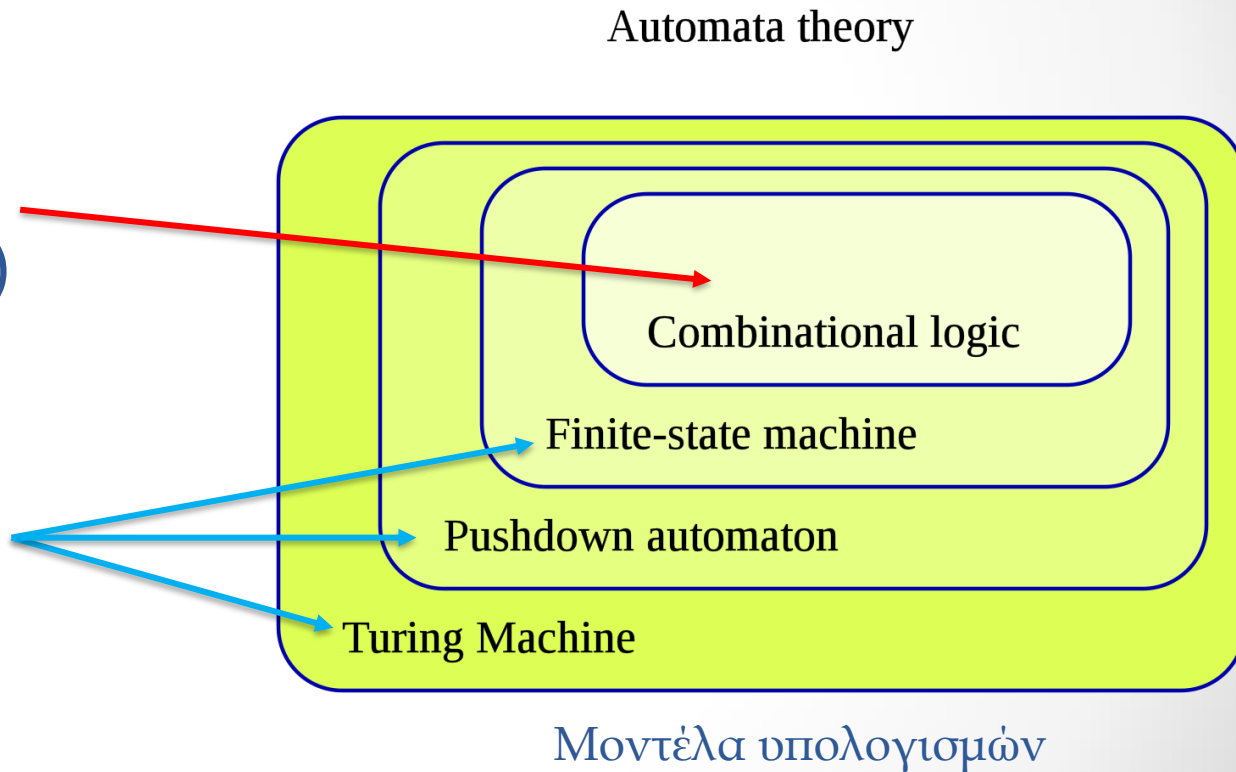 Automata theory
Combinational logic
Finite-state machine
Pushdown automaton
Turing Machine
Μοντέλα υπολογισμών